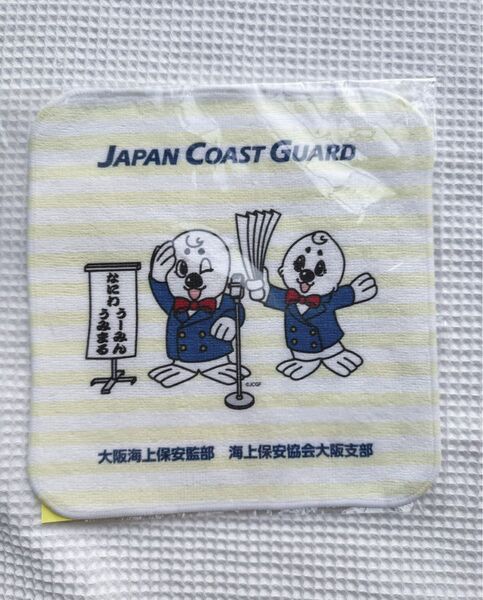 JAPAN COAST GUARD
なにわ
うーみん
うみまる
©JCGF
大阪海上保安監部 海上保安協会大阪支部